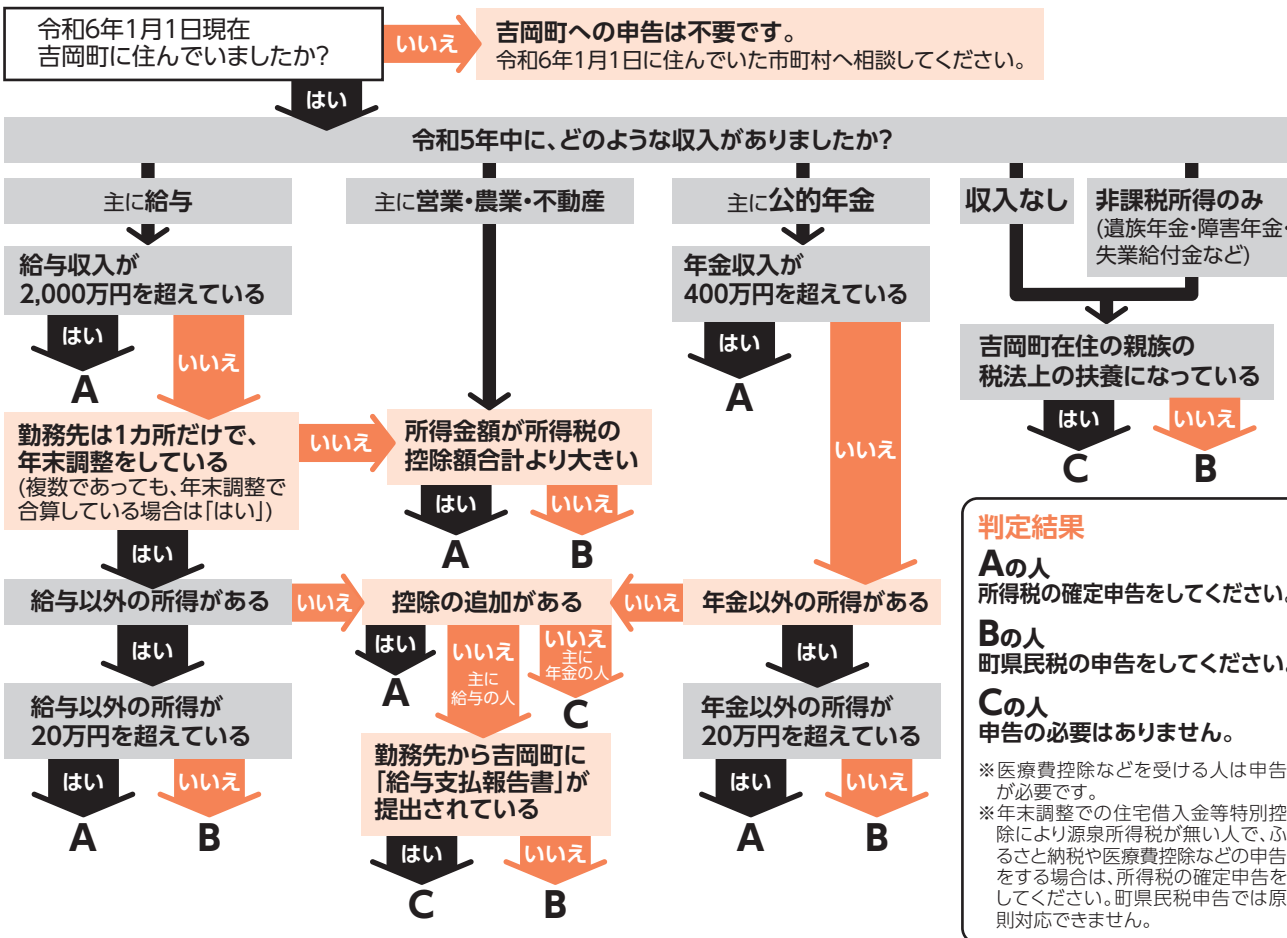 令和6年1月1日現在
吉岡町に住んでいましたか?
いいえ
吉岡町への申告は不要です。
令和6年1月1日に住んでいた市町村へ相談してください。
はい
令和5年中に、どのような収入がありましたか?
主に給与
主に営業・農業・不動産
主に公的年金
収入なし
非課税所得のみ
(遺族年金・障害年金・
失業給付金など)
給与収入が
2,000万円を超えている
年金収入が
400万円を超えている
はい
いいえ
A
はい
A
いいえ
吉岡町在住の親族の
税法上の扶養になっている
はい
いいえ
C
B
勤務先は1カ所だけで、
年末調整をしている
(複数であっても、年末調整で
合算している場合は「はい」)
いいえ
所得金額が所得税の
控除額合計より大きい
はい
いいえ
A
B
はい
給与以外の所得がある
いいえ
控除の追加がある
いいえ
年金以外の所得がある
はい
はい
A
いいえ
主に
給与の人
いいえ
主に
年金の人
C
はい
給与以外の所得が
20万円を超えている
はい
いいえ
A
B
勤務先から吉岡町に
「給与支払報告書」が
提出されている
はい
いいえ
C
B
年金以外の所得が
20万円を超えている
はい
いいえ
A
B
判定結果
Aの人
所得税の確定申告をしてください。
Bの人
町県民税の申告をしてください。
Cの人
申告の必要はありません。
※医療費控除などを受ける人は申告
が必要です。
※年末調整での住宅借入金等特別控
除により源泉所得税が無い人で、ふ
るさと納税や医療費控除などの申告
をする場合は、所得税の確定申告を
してください。町県民税申告では原
則対応できません。